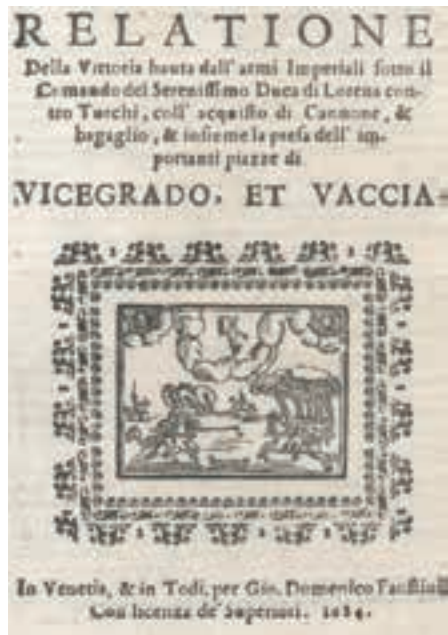 RELATIONE
Della Vittoria hauta dall' armi Imperiali sotto il
Comando del Serenissimo Duca di Lorena con-
tro Turchi, coll' acquisto di Cannone, &
bagaglio, & insieme la presa dell' im-
portanti piazze di
VICEGRADO, ET VACCIA.
In Venetia, & in Todi, per Gio. Domenico Faustini
Con licenza de' Superiori. 1684.